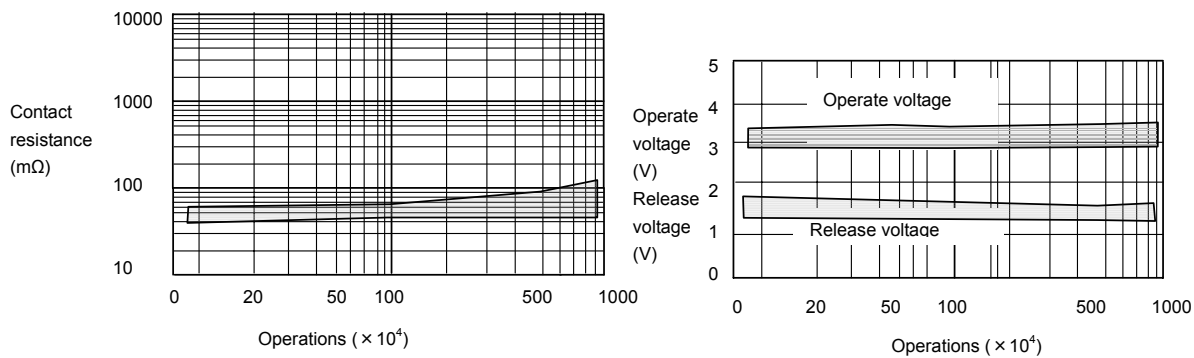 10000
1000
100
10
Contact
resistance
(mΩ)
0 20 50 100 500 1000
Operations ( × 10⁴)
5
4
3
2
1
0
Operate
voltage
(V)
Release
voltage
(V)
Operate voltage
Release voltage
0 20 50 100 500 1000
Operations ( × 10⁴)